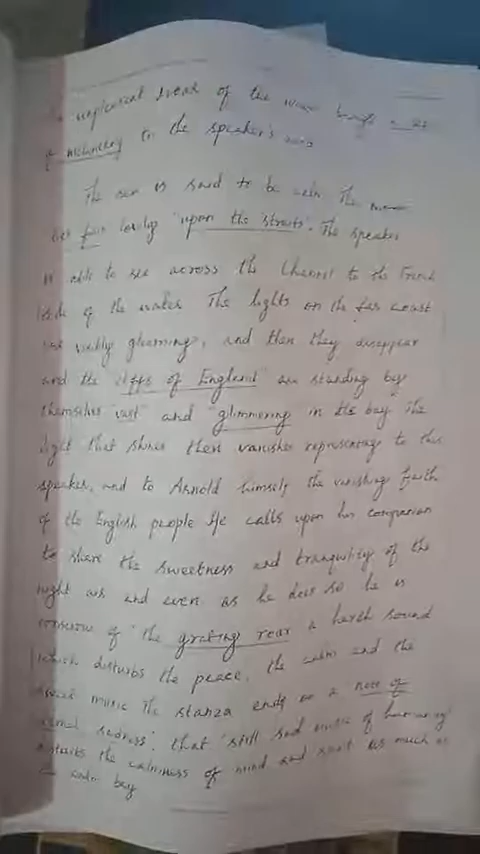 unpleasant sound of the wave brings a
of melancory to the speaker's
The sea is said to be calm The moon
lies fair lovely "upon the straits". The speaker
is able to see across the Channel to the French
side of the water The lights on the far coast
are visibly gleaming, and then they disappear
and the cliffs of England" are standing by
themselves "vast" and "glimmering in the bay The
light that shines then vanishes representing to the
speaker, and to Arnold himself the vanishing faith
of the English people He calls upon his companion
to share the sweetness and tranquility of the
night air and even as he does so he is
conscious of "the grating roar a harsh sound
which disturbs the peace, the calm and the
music The stanza ends on a note of
sadness". that "still sad music of humanity"
disturbs the calmness of mind and spirit as much as
the calm bay